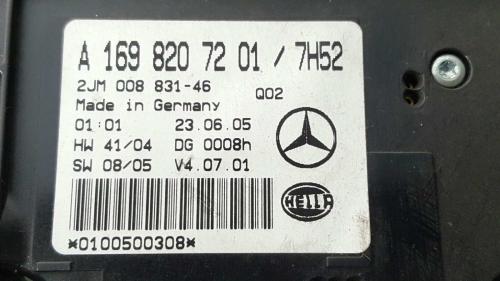 A 169 820 72 01 / 7H52
2JM 008 831-46
Made in Germany
Q02
01:01 23.06.05
HW 41/04 DG 0008h
SW 08/05 V4.07.01
HELLA
*0100500308*